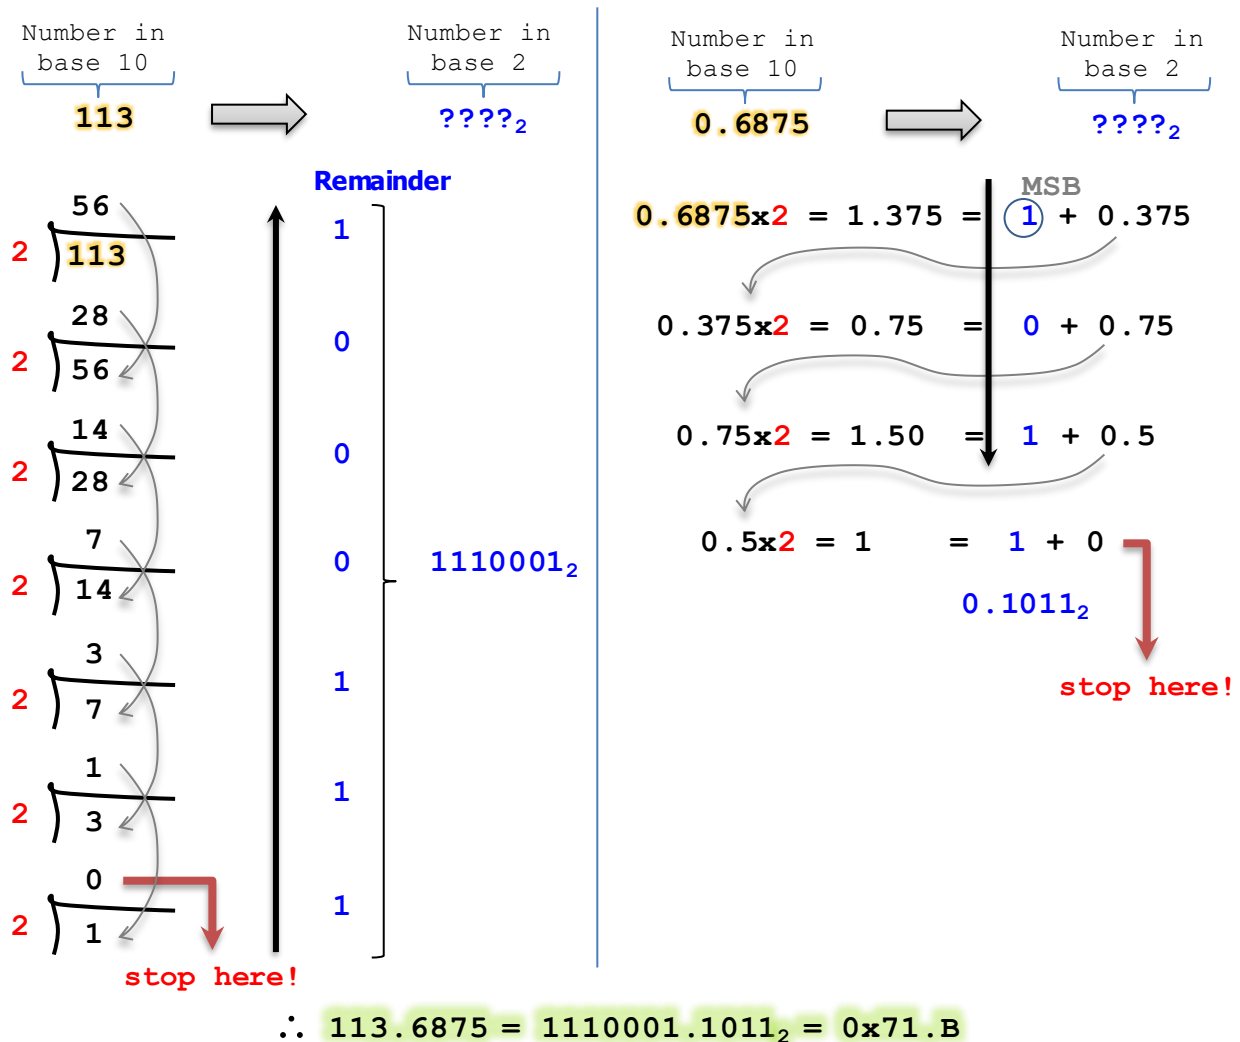 Number in
base 10
113
Number in
base 2
????₂
Remainder
56
2 113
1
28
2 56
0
14
2 28
0
7
2 14
0
1110001₂
3
2 7
1
1
2 3
1
0
2 1
1
stop here!
Number in
base 10
0.6875
Number in
base 2
????₂
MSB
0.6875x2 = 1.375 = 1 + 0.375
0.375x2 = 0.75 = 0 + 0.75
0.75x2 = 1.50 = 1 + 0.5
0.5x2 = 1 = 1 + 0
0.1011₂
stop here!
∴ 113.6875 = 1110001.1011₂ = 0x71.B